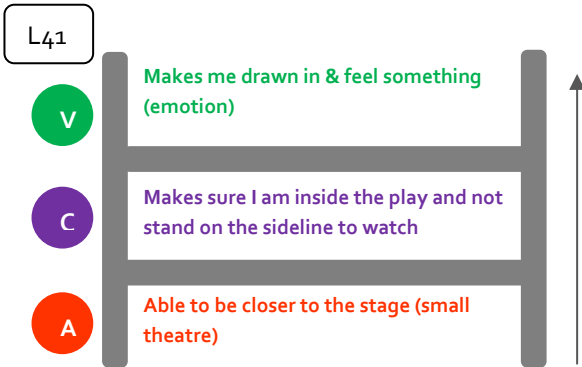 L41
V
Makes me drawn in & feel something
(emotion)
C
Makes sure I am inside the play and not
stand on the sideline to watch
A
Able to be closer to the stage (small
theatre)